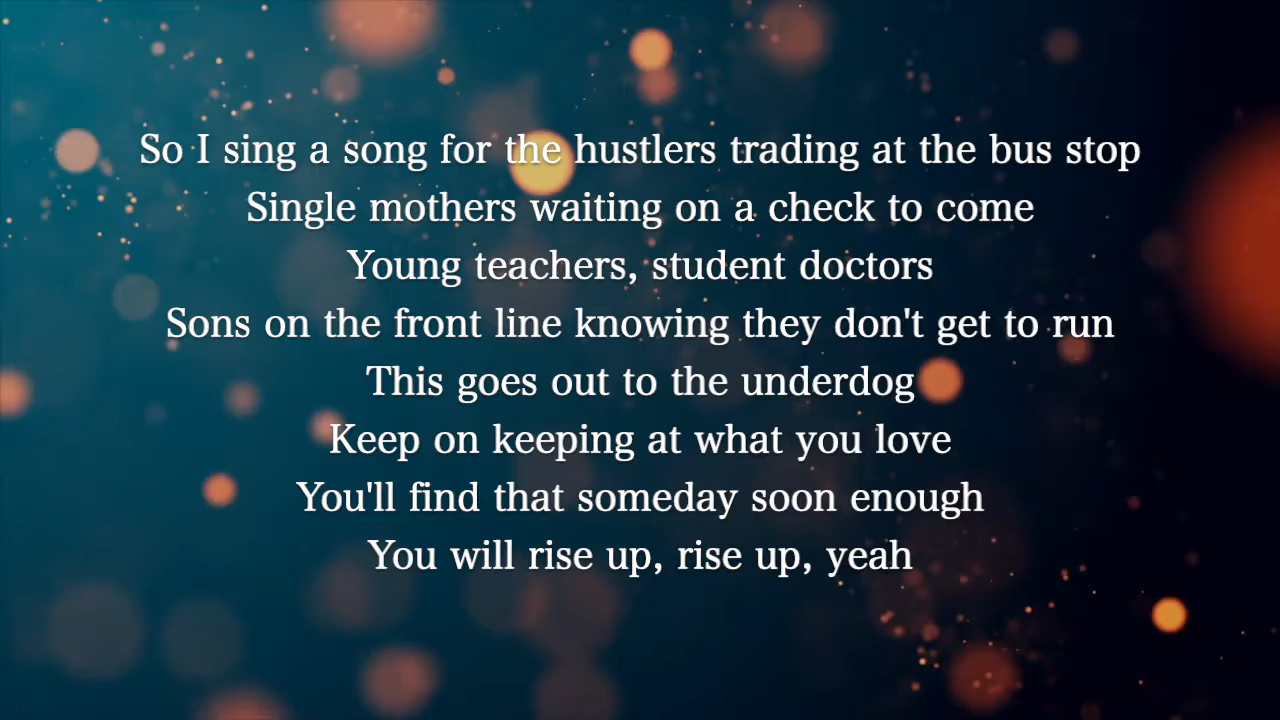 So I sing a song for the hustlers trading at the bus stop
Single mothers waiting on a check to come
Young teachers, student doctors
Sons on the front line knowing they don't get to run
This goes out to the underdog
Keep on keeping at what you love
You'll find that someday soon enough
You will rise up, rise up, yeah